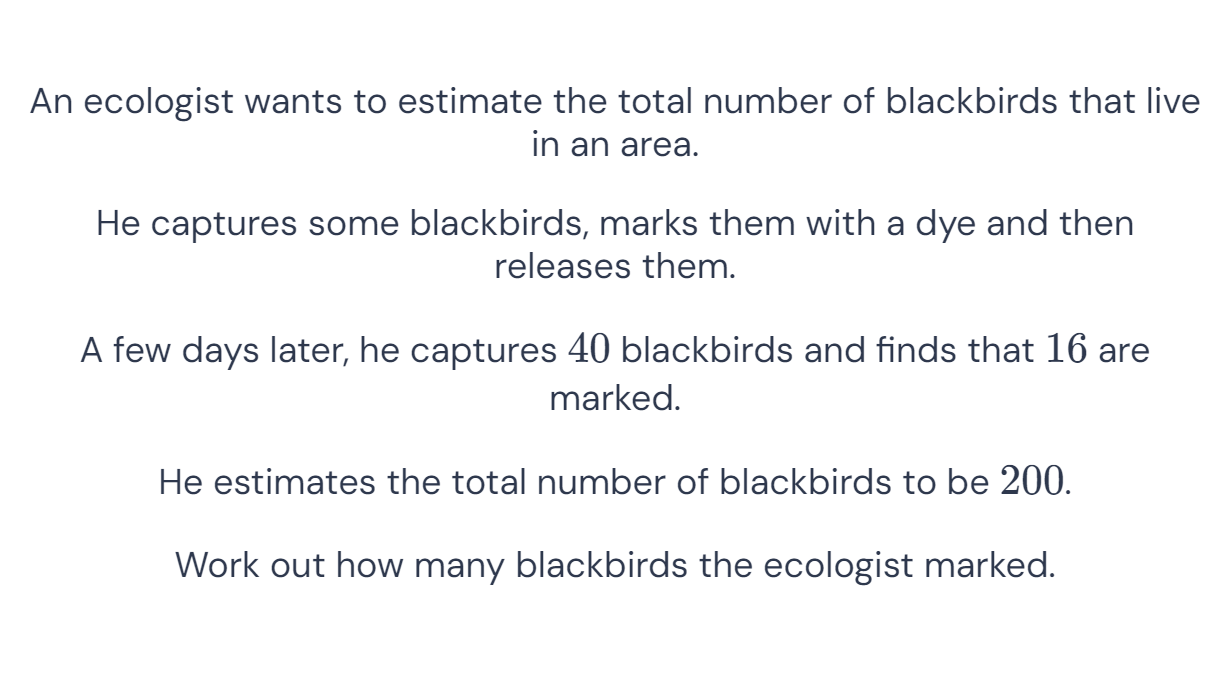 An ecologist wants to estimate the total number of blackbirds that live
in an area.
He captures some blackbirds, marks them with a dye and then
releases them.
A few days later, he captures 40 blackbirds and finds that 16 are
marked.
He estimates the total number of blackbirds to be 200.
Work out how many blackbirds the ecologist marked.